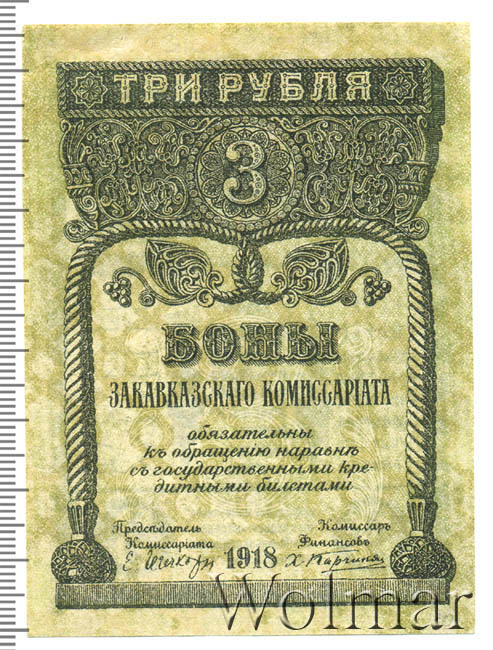 ТРИ РУБЛЯ
3
БОНЫ
ЗАКАВКАЗСКАГО КОМИССАРІАТА
обязательны
къ обращенію наравнѣ
съ государственными кре-
дитными билетами
Предсѣдатель Комиссаръ
Комиссаріата Финансовъ
1918
Wolmar